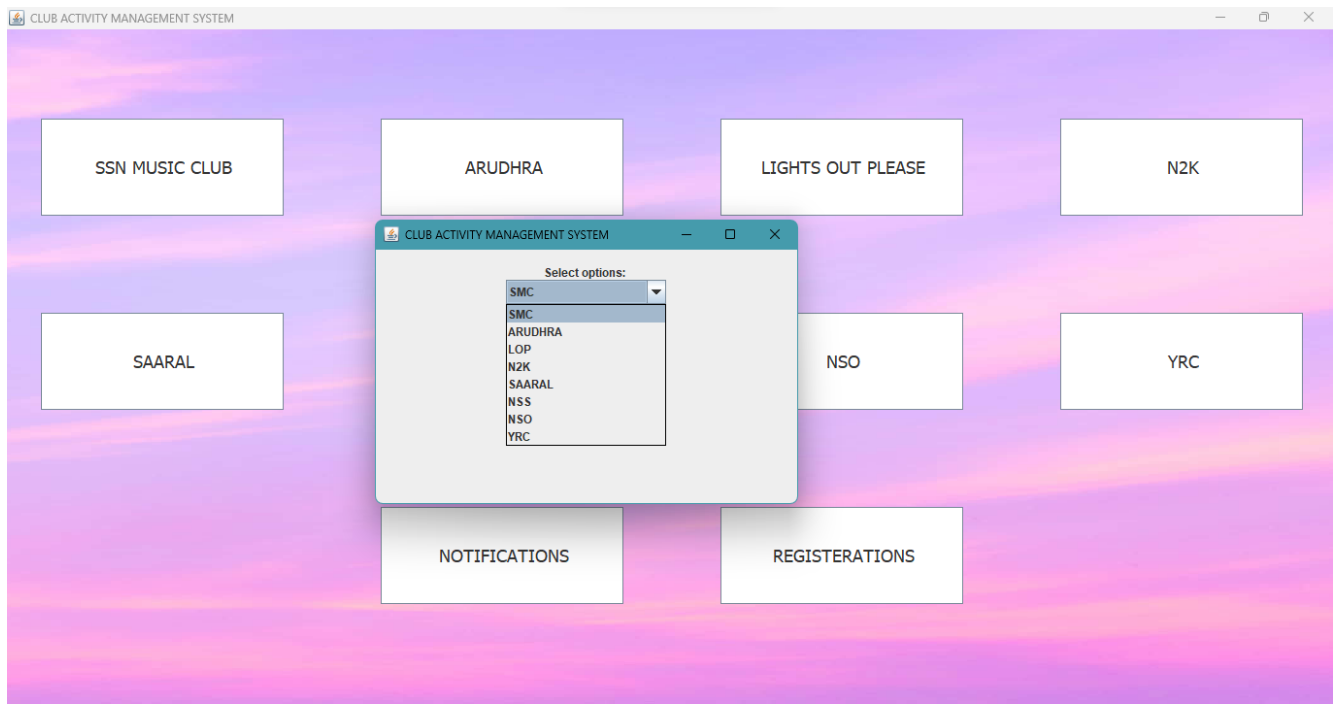 CLUB ACTIVITY MANAGEMENT SYSTEM
SSN MUSIC CLUB
ARUDHRA
LIGHTS OUT PLEASE
N2K
CLUB ACTIVITY MANAGEMENT SYSTEM
Select options:
SMC
SMC
ARUDHRA
LOP
N2K
SAARAL
NSS
NSO
YRC
SAARAL
NSO
YRC
NOTIFICATIONS
REGISTERATIONS